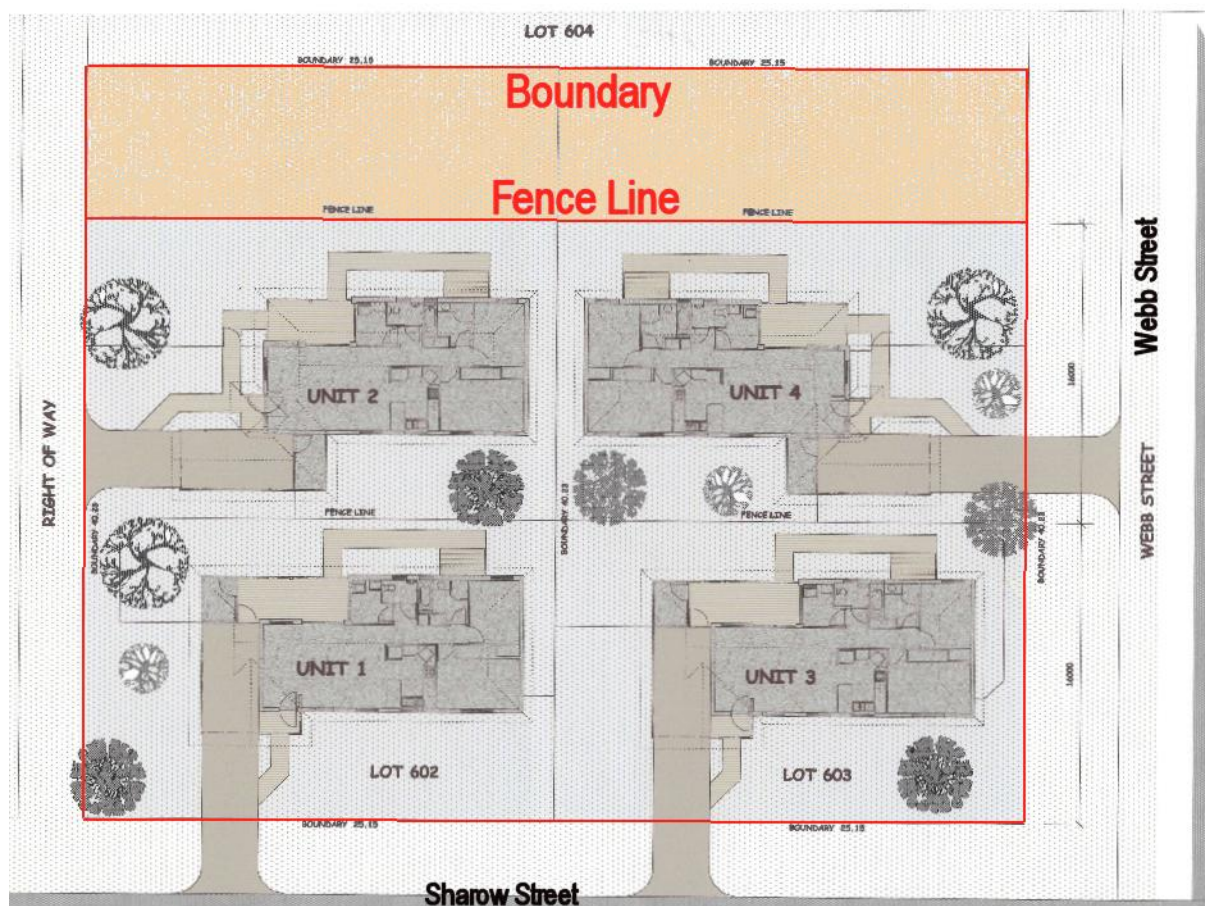 LOT 604
BOUNDARY 25.15
BOUNDARY 25.15
Boundary
Fence Line
FENCE LINE
FENCE LINE
Webb Street
16000
UNIT 2
UNIT 4
RIGHT OF WAY
WEBB STREET
BOUNDARY 40.23
FENCE LINE
BOUNDARY 40.23
FENCE LINE
BOUNDARY 40.23
UNIT 1
UNIT 3
16000
LOT 602
LOT 603
BOUNDARY 25.15
BOUNDARY 25.15
Sharow Street